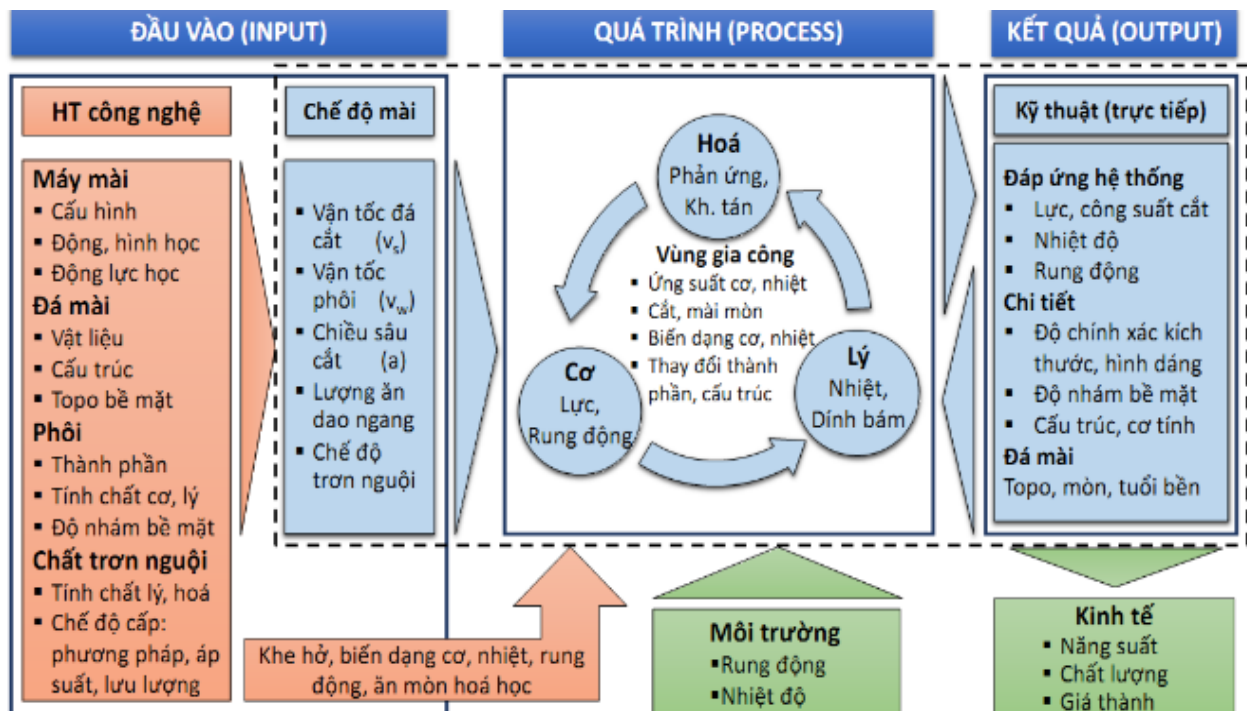 ĐẦU VÀO (INPUT)
HT công nghệ
Máy mài
▪ Cấu hình
▪ Động, hình học
▪ Động lực học
Đá mài
▪ Vật liệu
▪ Cấu trúc
▪ Topo bề mặt
Phôi
▪ Thành phần
▪ Tính chất cơ, lý
▪ Độ nhám bề mặt
Chất trơn nguội
▪ Tính chất lý, hoá
▪ Chế độ cấp:
phương pháp, áp
suất, lưu lượng
Chế độ mài
▪ Vận tốc đá
cắt (vs)
▪ Vận tốc
phôi (vw)
▪ Chiều sâu
cắt (a)
▪ Lượng ăn
dao ngang
▪ Chế độ
trơn nguội
QUÁ TRÌNH (PROCESS)
Hoá
Phản ứng,
Kh. tán
Vùng gia công
▪ Ứng suất cơ, nhiệt
▪ Cắt, mài mòn
▪ Biến dạng cơ, nhiệt
▪ Thay đổi thành
phần, cấu trúc
Cơ
Lực,
Rung động
Lý
Nhiệt,
Dính bám
Khe hở, biến dạng cơ, nhiệt, rung
động, ăn mòn hoá học
Môi trường
▪Rung động
▪Nhiệt độ
KẾT QUẢ (OUTPUT)
Kỹ thuật (trực tiếp)
Đáp ứng hệ thống
▪ Lực, công suất cắt
▪ Nhiệt độ
▪ Rung động
Chi tiết
▪ Độ chính xác kích
thước, hình dáng
▪ Độ nhám bề mặt
▪ Cấu trúc, cơ tính
Đá mài
Topo, mòn, tuổi bền
Kinh tế
▪ Năng suất
▪ Chất lượng
▪ Giá thành